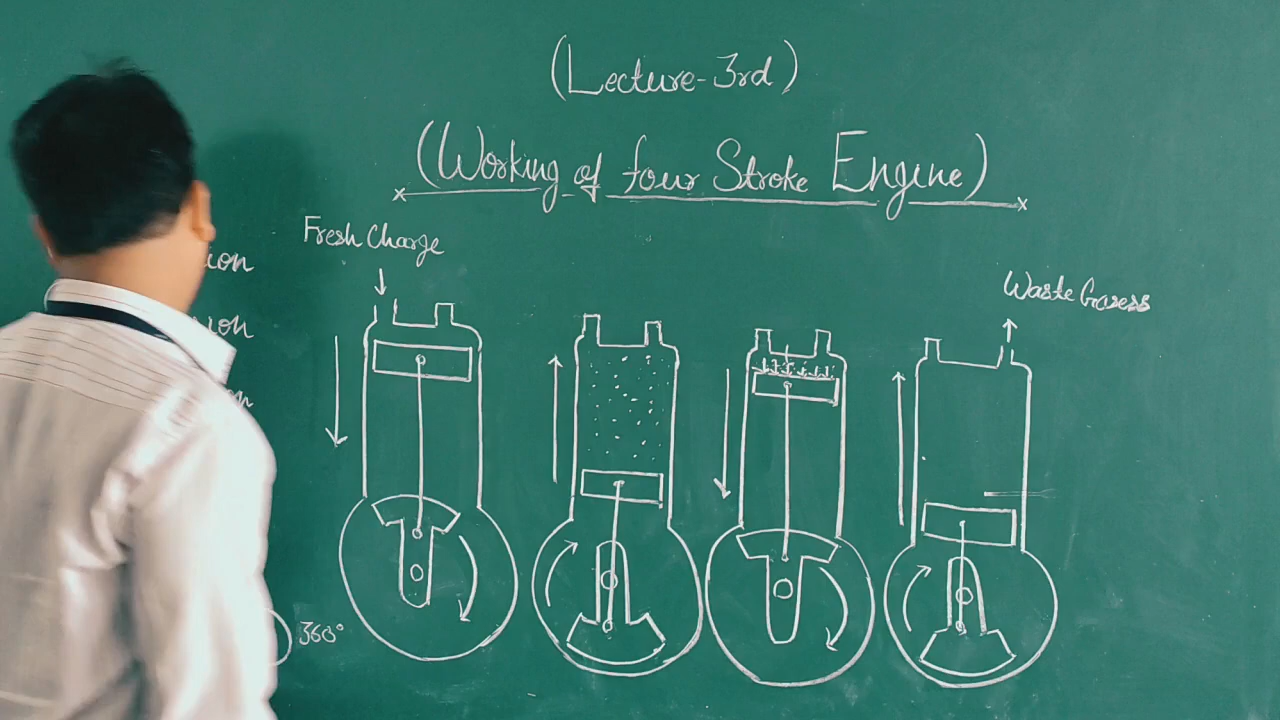 (Lecture-3rd)
(Working of four Stroke Engine)
Fresh Charge
Waste Gasess
360°